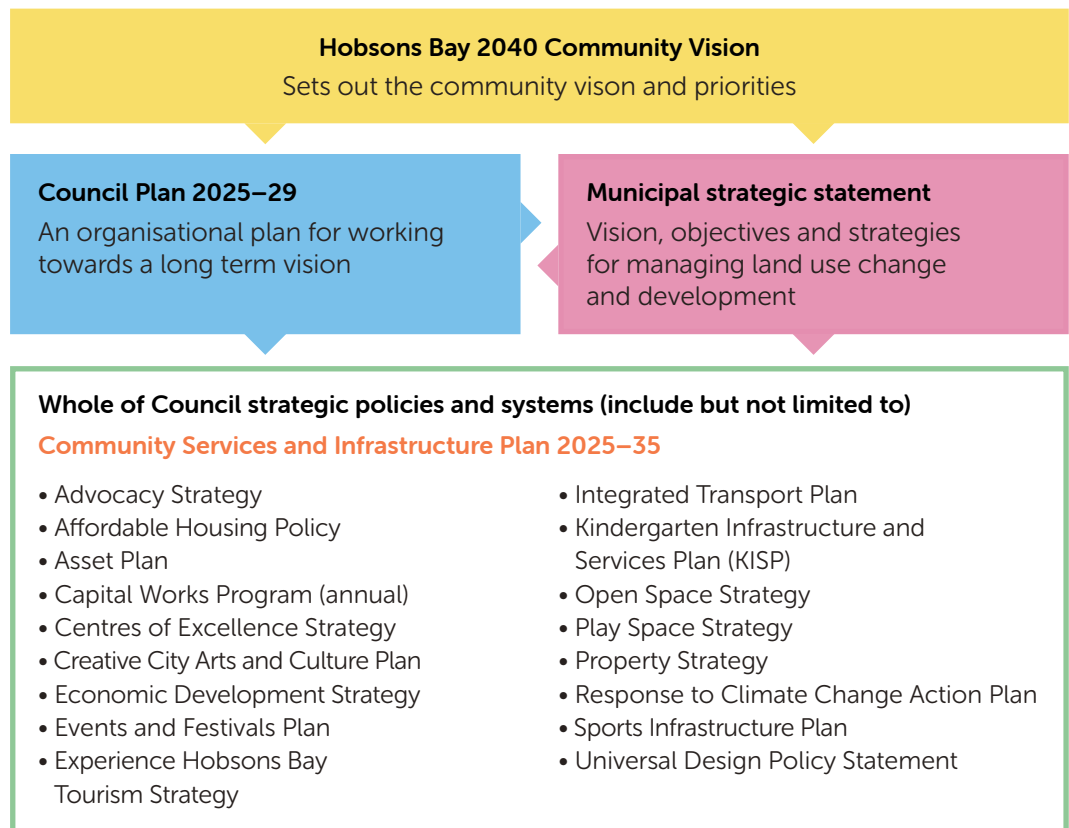 Hobsons Bay 2040 Community Vision
Sets out the community vison and priorities
Council Plan 2025–29
An organisational plan for working
towards a long term vision
Municipal strategic statement
Vision, objectives and strategies
for managing land use change
and development
Whole of Council strategic policies and systems (include but not limited to)
Community Services and Infrastructure Plan 2025–35
• Advocacy Strategy
• Affordable Housing Policy
• Asset Plan
• Capital Works Program (annual)
• Centres of Excellence Strategy
• Creative City Arts and Culture Plan
• Economic Development Strategy
• Events and Festivals Plan
• Experience Hobsons Bay
Tourism Strategy
• Integrated Transport Plan
• Kindergarten Infrastructure and
Services Plan (KISP)
• Open Space Strategy
• Play Space Strategy
• Property Strategy
• Response to Climate Change Action Plan
• Sports Infrastructure Plan
• Universal Design Policy Statement